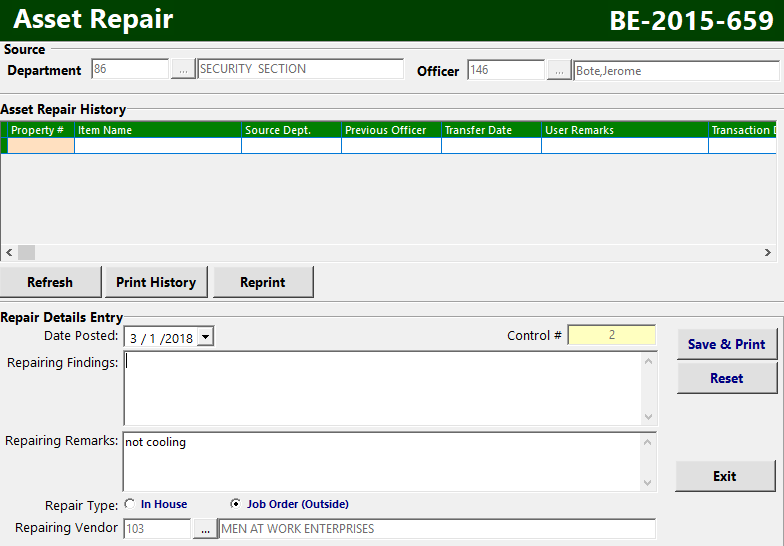 Asset Repair BE-2015-659
Source
Department 86 ... SECURITY SECTION Officer 146 ... Bote,Jerome
Asset Repair History
Property # Item Name Source Dept. Previous Officer Transfer Date User Remarks Transaction D
Refresh Print History Reprint
Repair Details Entry
Date Posted: 3 / 1 /2018 Control # 2 Save & Print
Repairing Findings: Reset
Repairing Remarks: not cooling
Exit
Repair Type: In House Job Order (Outside)
Repairing Vendor 103 ... MEN AT WORK ENTERPRISES